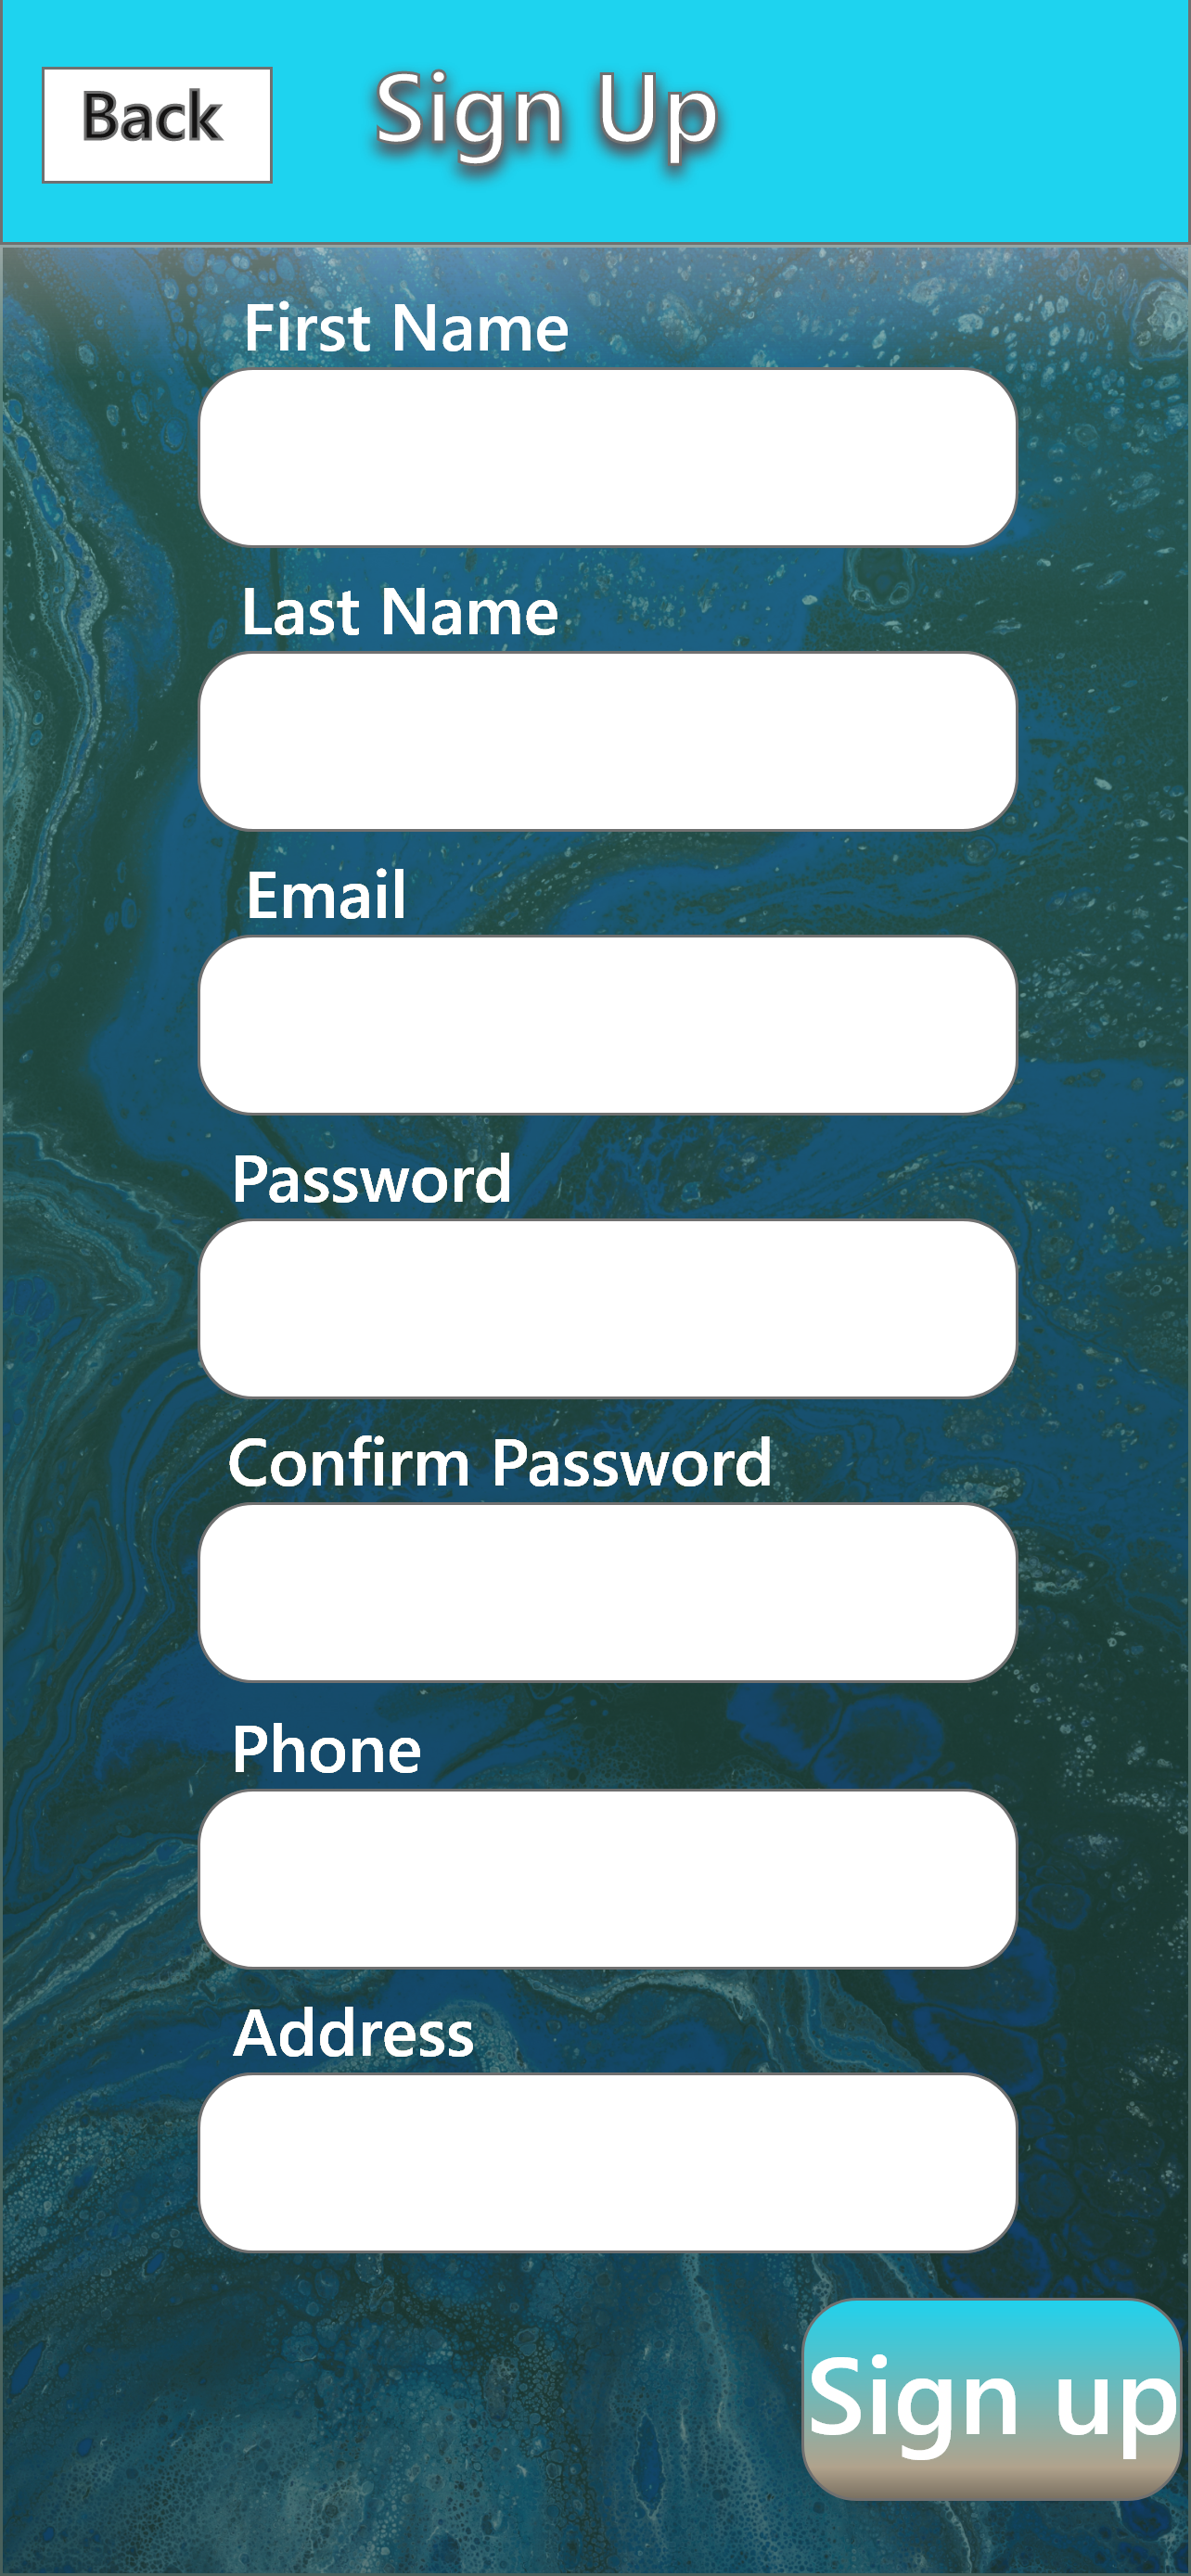 Back
Sign Up
First Name
Last Name
Email
Password
Confirm Password
Phone
Address
Sign up